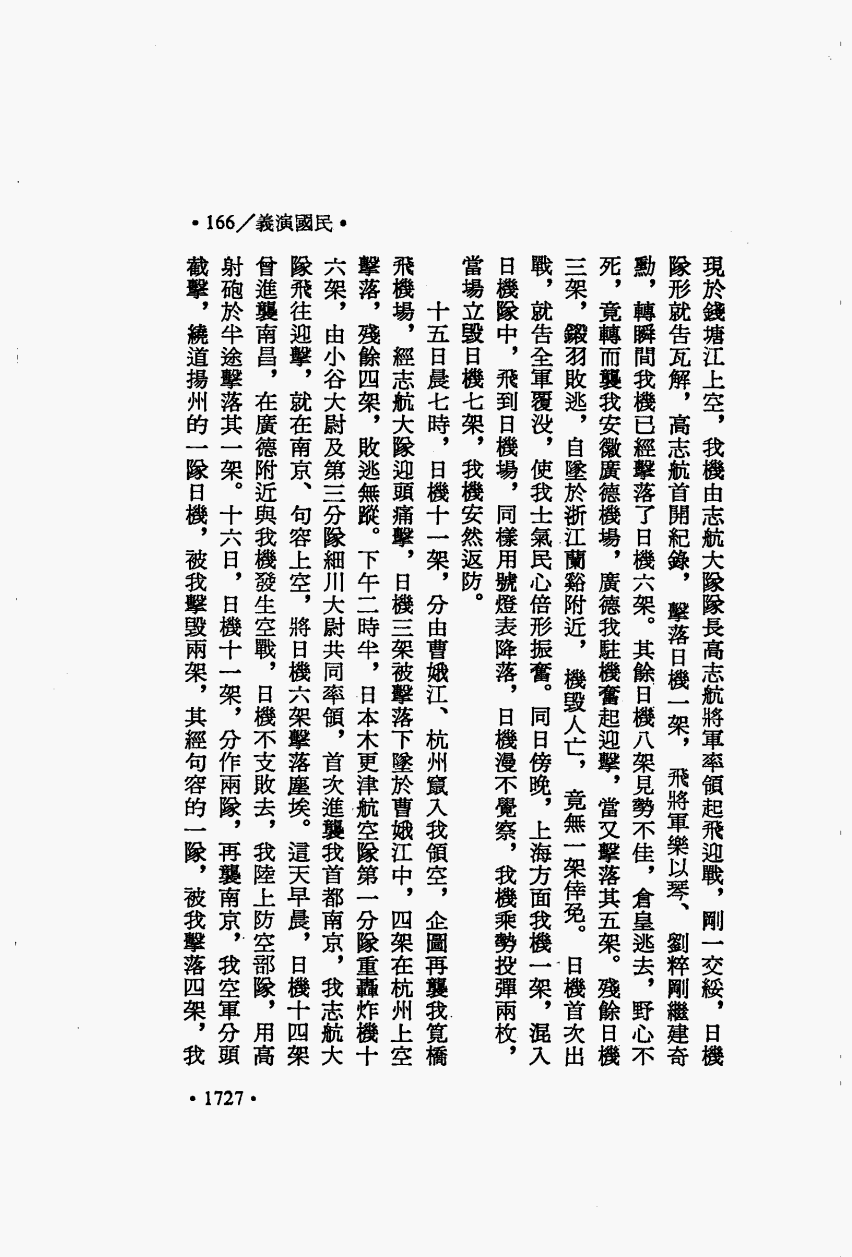 •166／義演國民•
現於錢塘江上空，我機由志航大隊隊長高志航將軍率領起飛迎戰，剛一交綏，日機
隊形就告瓦解，高志航首開紀錄，擊落日機一架，飛將軍樂以琴、劉粹剛繼建奇
勳，轉瞬間我機已經擊落了日機六架。其餘日機八架見勢不佳，倉皇逃去，野心不
死，竟轉而襲我安徽廣德機場，廣德我駐機奮起迎擊，當又擊落其五架。殘餘日機
三架，鎩羽敗逃，自墜於浙江蘭谿附近，機毀人亡，竟無一架倖免。日機首次出
戰，就告全軍覆沒，使我士氣民心倍形振奮。同日傍晚，上海方面我機一架，混入
日機隊中，飛到日機場，同樣用號燈表降落，日機漫不覺察，我機乘勢投彈兩枚，
當場立毀日機七架，我機安然返防。
十五日晨七時，日機十一架，分由曹娥江、杭州竄入我領空，企圖再襲我筧橋
飛機場，經志航大隊迎頭痛擊，日機三架被擊落下墜於曹娥江中，四架在杭州上空
擊落，殘餘四架，敗逃無蹤。下午二時半，日本木更津航空隊第一分隊重轟炸機十
六架，由小谷大尉及第三分隊細川大尉共同率領，首次進襲我首都南京，我志航大
隊飛往迎擊，就在南京、句容上空，將日機六架擊落塵埃。這天早晨，日機十四架
曾進襲南昌，在廣德附近與我機發生空戰，日機不支敗去，我陸上防空部隊，用高
射砲於半途擊落其一架。十六日，日機十一架，分作兩隊，再襲南京，我空軍分頭
截擊，繞道揚州的一隊日機，被我擊毀兩架，其經句容的一隊，被我擊落四架，我
•1727•